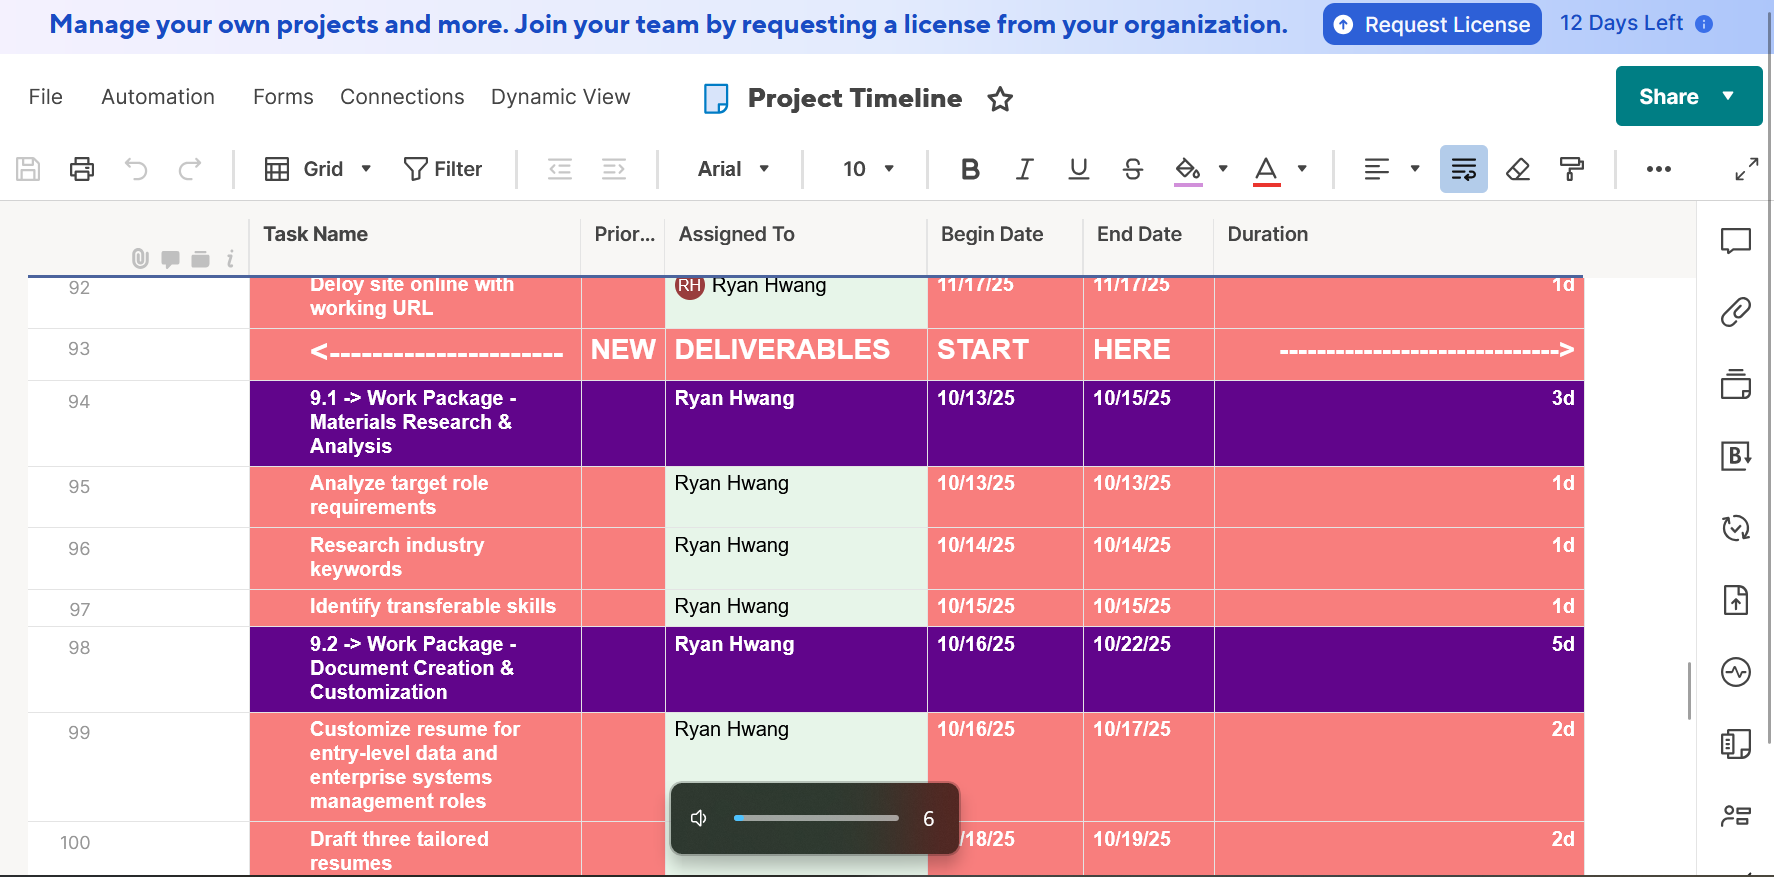 Manage your own projects and more. Join your team by requesting a license from your organization. Request License 12 Days Left
File Automation Forms Connections Dynamic View Project Timeline Share
Grid Filter Arial 10 B I U S A
Task Name Prior... Assigned To Begin Date End Date Duration
92 Deloy site online with RH Ryan Hwang 11/17/25 11/17/25 1d
working URL
93 <---------------------- NEW DELIVERABLES START HERE ------------------------------>
94 9.1 -> Work Package - Ryan Hwang 10/13/25 10/15/25 3d
Materials Research &
Analysis
95 Analyze target role Ryan Hwang 10/13/25 10/13/25 1d
requirements
96 Research industry Ryan Hwang 10/14/25 10/14/25 1d
keywords
97 Identify transferable skills Ryan Hwang 10/15/25 10/15/25 1d
98 9.2 -> Work Package - Ryan Hwang 10/16/25 10/22/25 5d
Document Creation &
Customization
99 Customize resume for Ryan Hwang 10/16/25 10/17/25 2d
entry-level data and
enterprise systems
management roles
6
100 Draft three tailored /18/25 10/19/25 2d
resumes